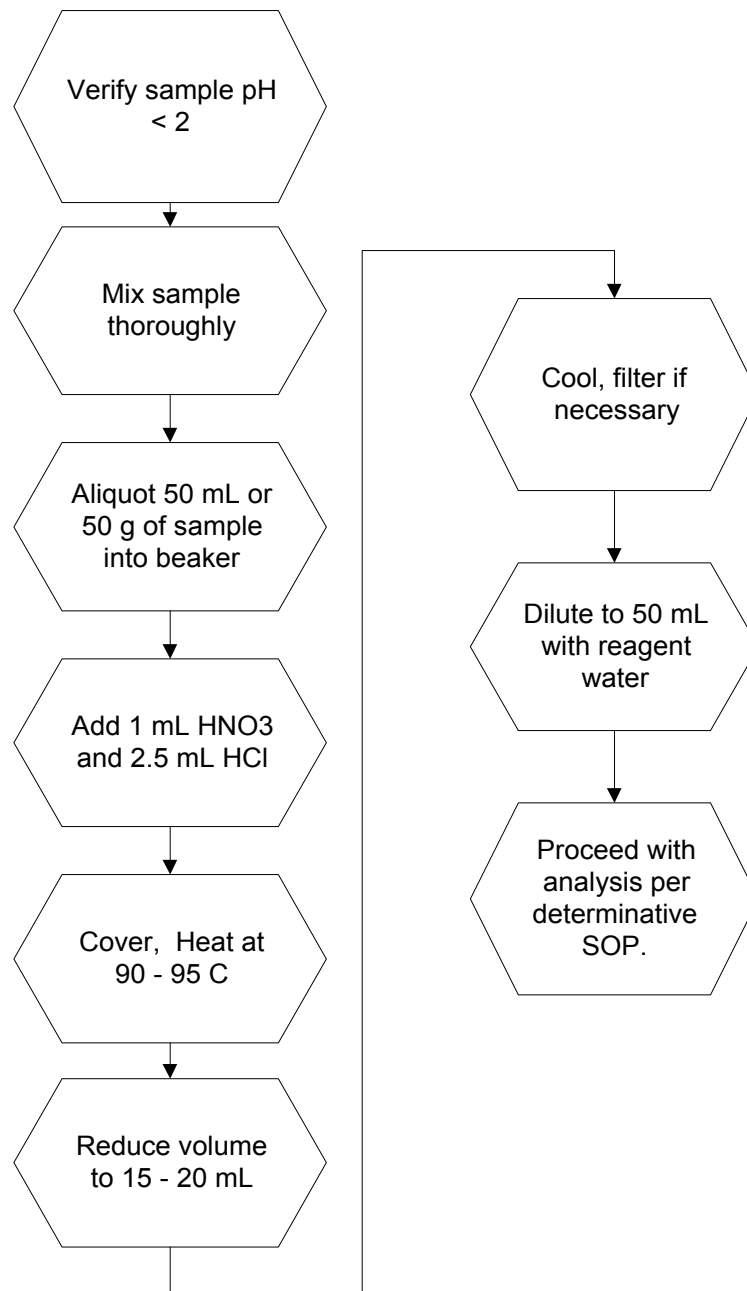 Verify sample pH
< 2
Mix sample
thoroughly
Aliquot 50 mL or
50 g of sample
into beaker
Add 1 mL HNO3
and 2.5 mL HCl
Cover,  Heat at
90 - 95 C
Reduce volume
to 15 - 20 mL
Cool, filter if
necessary
Dilute to 50 mL
with reagent
water
Proceed with
analysis per
determinative
SOP.